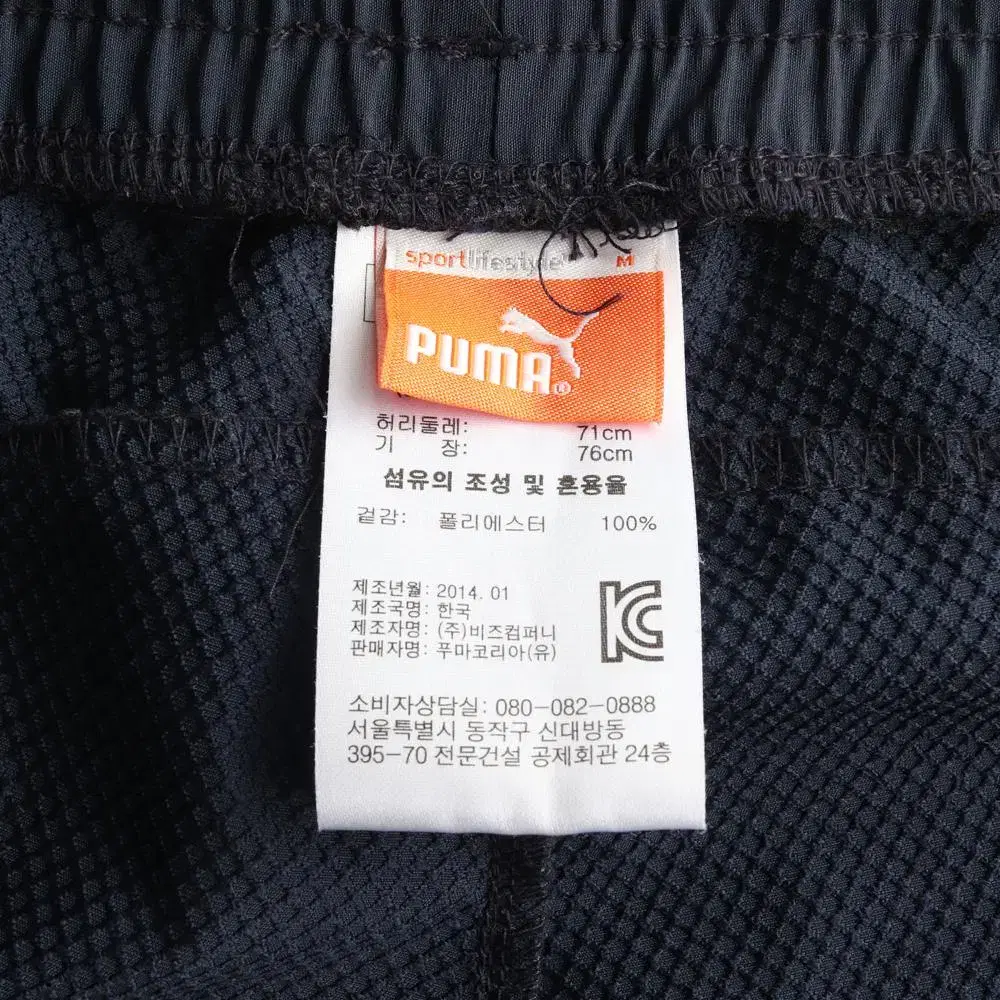 sportlifestyle M
PUMA®
허리둘레: 71cm
기 장: 76cm
섬유의 조성 및 혼용율
겉감: 폴리에스터 100%
제조년월: 2014. 01
제조국명: 한국
제조자명: (주)비즈컴퍼니
판매자명: 푸마코리아(유)
KC
소비자상담실: 080-082-0888
서울특별시 동작구 신대방동
395-70 전문건설 공제회관 24층